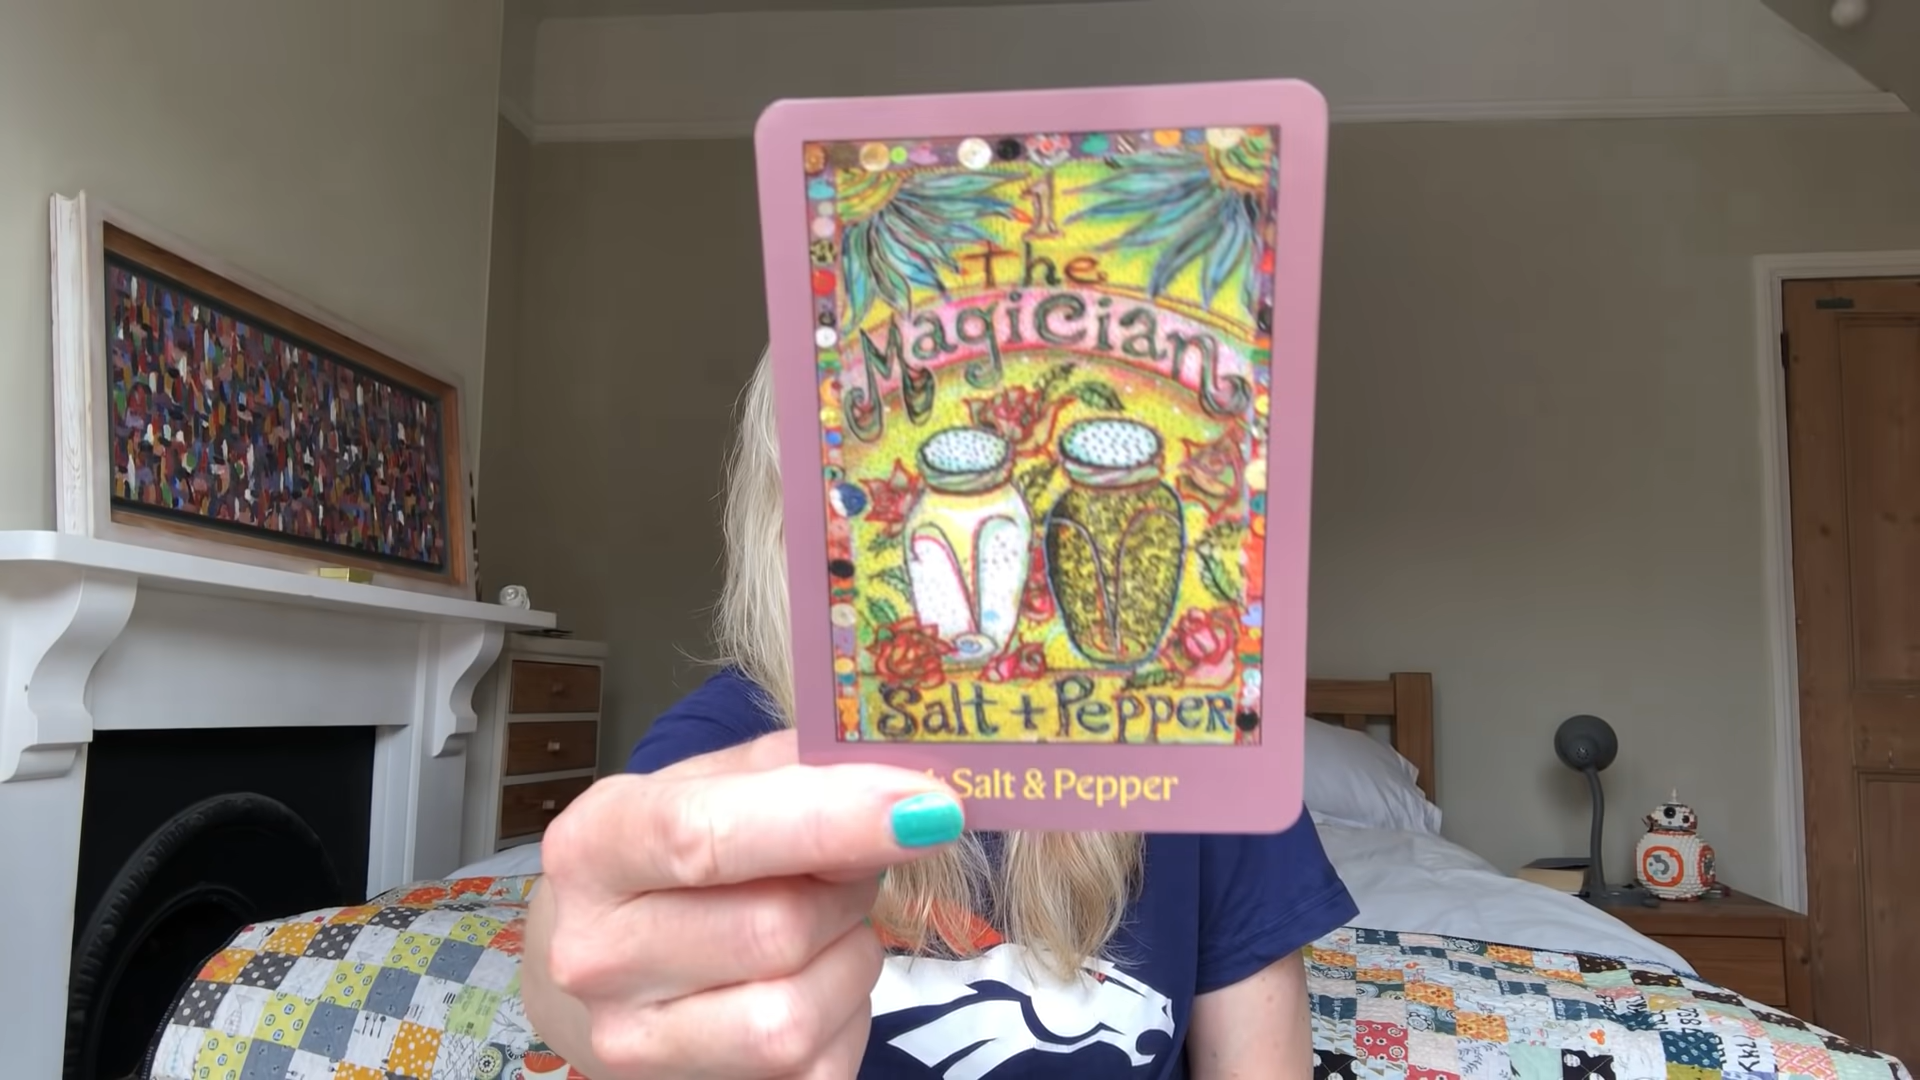 1
the
Magician
Salt + Pepper
Salt & Pepper